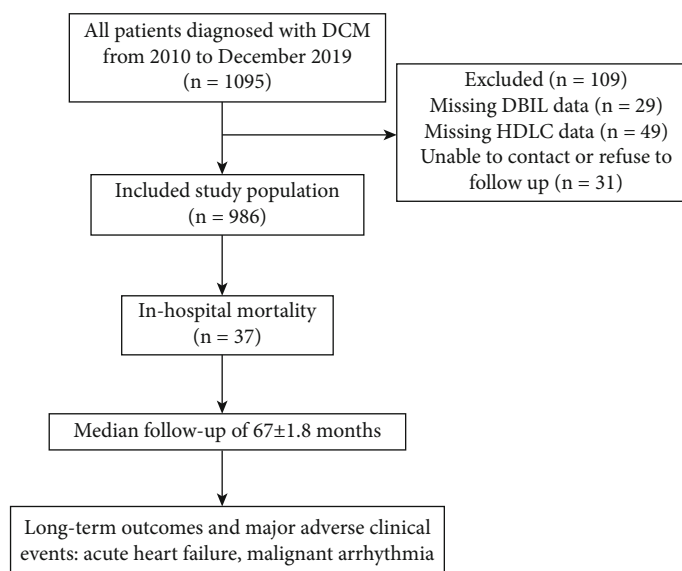 All patients diagnosed with DCM
from 2010 to December 2019
(n = 1095)
Excluded (n = 109)
Missing DBIL data (n = 29)
Missing HDLC data (n = 49)
Unable to contact or refuse to
follow up (n = 31)
Included study population
(n = 986)
In-hospital mortality
(n = 37)
Median follow-up of 67±1.8 months
Long-term outcomes and major adverse clinical
events: acute heart failure, malignant arrhythmia